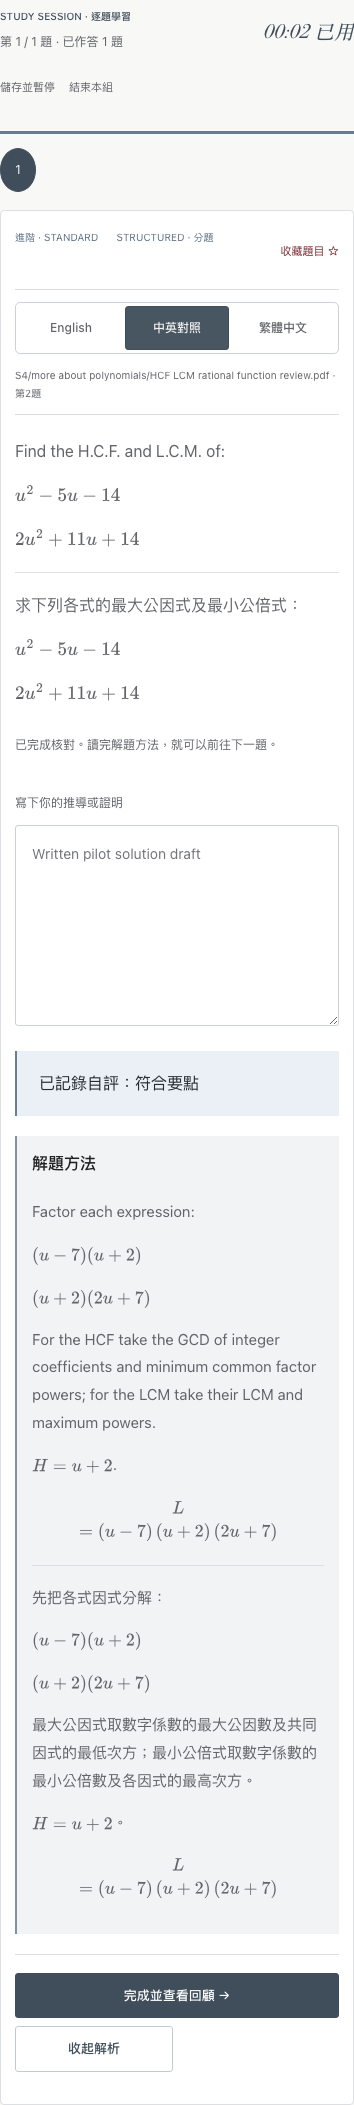 STUDY SESSION · 逐題學習
第 1 / 1 題 · 已作答 1 題
00:02 已用
儲存並暫停 結束本組
1
進階 · STANDARD STRUCTURED · 分題
收藏題目 ☆
English 中英對照 繁體中文
S4/more about polynomials/HCF LCM rational function review.pdf ·
第2題
Find the H.C.F. and L.C.M. of:
u² − 5u − 14
2u² + 11u + 14
求下列各式的最大公因式及最小公倍式：
u² − 5u − 14
2u² + 11u + 14
已完成核對。讀完解題方法，就可以前往下一題。
寫下你的推導或證明
Written pilot solution draft
已記錄自評：符合要點
解題方法
Factor each expression:
(u − 7)(u + 2)
(u + 2)(2u + 7)
For the HCF take the GCD of integer
coefficients and minimum common factor
powers; for the LCM take their LCM and
maximum powers.
H = u + 2.
L
= (u − 7) (u + 2) (2u + 7)
先把各式因式分解：
(u − 7)(u + 2)
(u + 2)(2u + 7)
最大公因式取數字係數的最大公因數及共同
因式的最低次方；最小公倍式取數字係數的
最小公倍數及各因式的最高次方。
H = u + 2。
L
= (u − 7) (u + 2) (2u + 7)
完成並查看回顧 →
收起解析